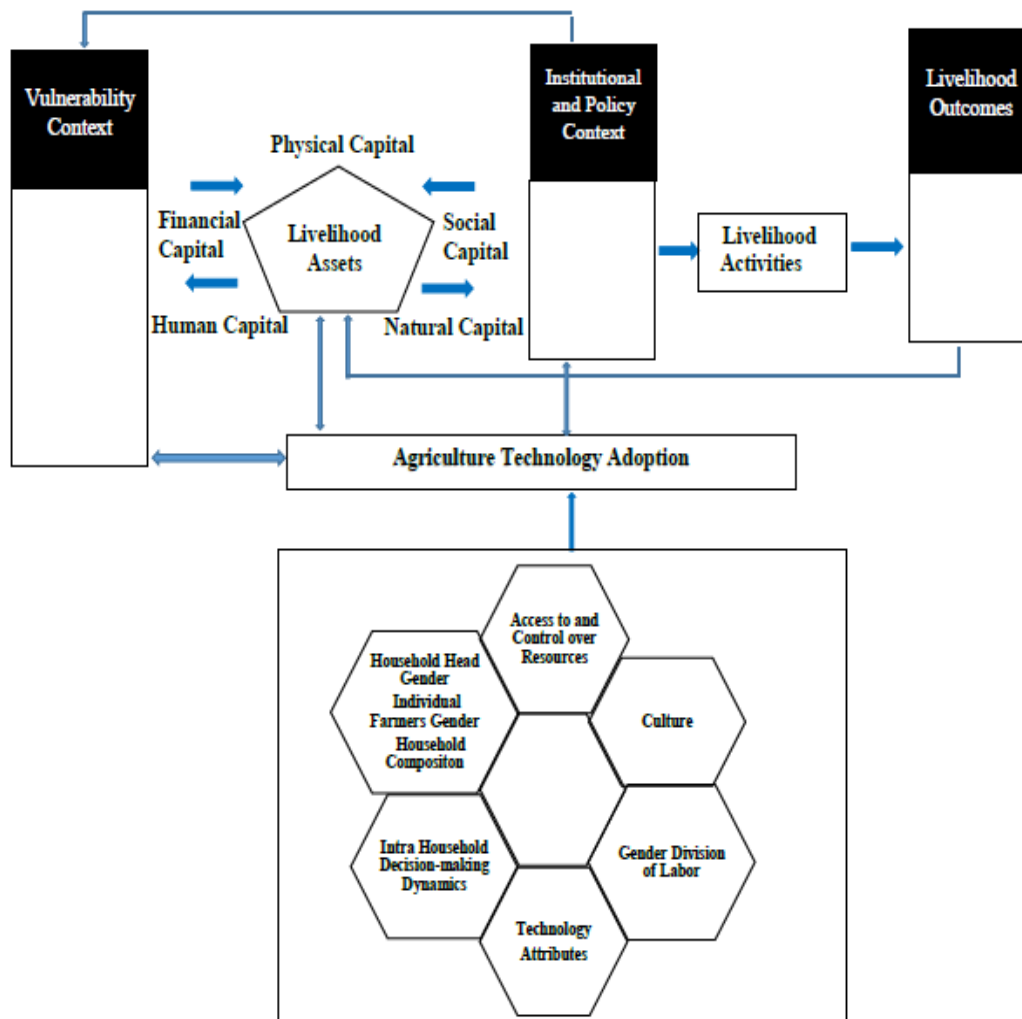 Vulnerability
Context
Physical Capital
Financial
Capital
Livelihood
Assets
Social
Capital
Human Capital
Natural Capital
Institutional
and Policy
Context
Livelihood
Activities
Livelihood
Outcomes
Agriculture Technology Adoption
Access to and
Control over
Resources
Household Head
Gender
Individual
Farmers Gender
Household
Compositon
Culture
Intra Household
Decision-making
Dynamics
Gender Division
of Labor
Technology
Attributes